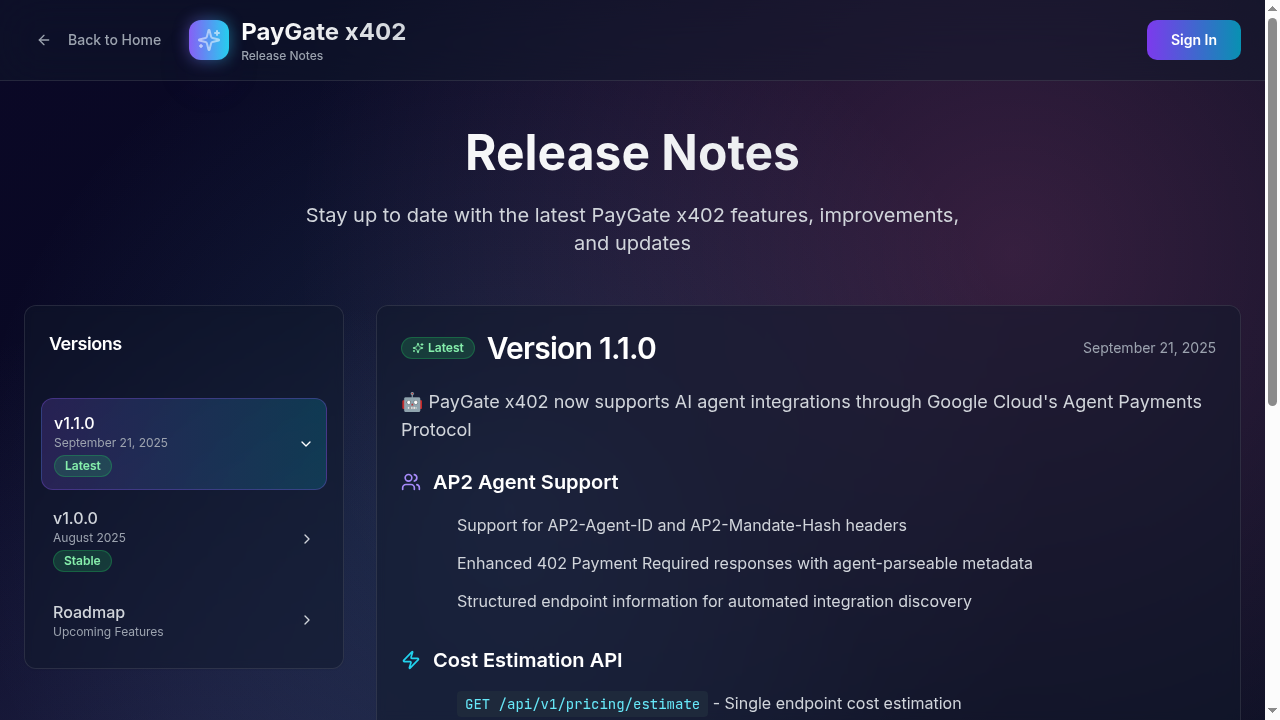 Back to Home
PayGate x402
Release Notes
Sign In
Release Notes
Stay up to date with the latest PayGate x402 features, improvements,
and updates
Versions
v1.1.0
September 21, 2025
Latest
v1.0.0
August 2025
Stable
Roadmap
Upcoming Features
Latest
Version 1.1.0
September 21, 2025
🤖 PayGate x402 now supports AI agent integrations through Google Cloud's Agent Payments
Protocol
AP2 Agent Support
Support for AP2-Agent-ID and AP2-Mandate-Hash headers
Enhanced 402 Payment Required responses with agent-parseable metadata
Structured endpoint information for automated integration discovery
Cost Estimation API
GET /api/v1/pricing/estimate - Single endpoint cost estimation